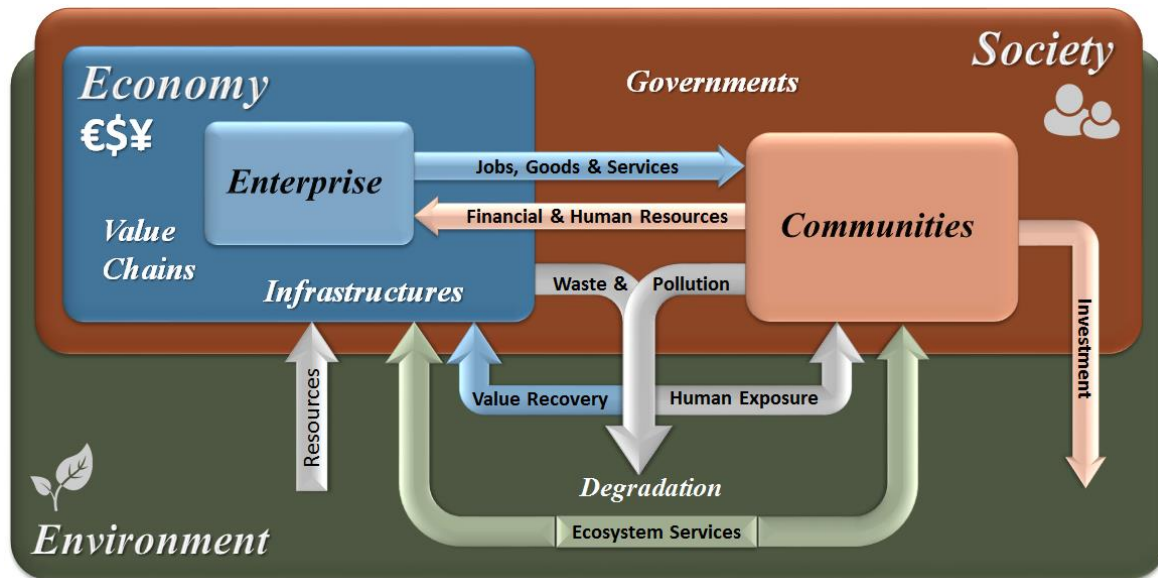 Economy
€$¥
Society
Governments
Enterprise
Jobs, Goods & Services
Financial & Human Resources
Communities
Value
Chains
Infrastructures
Waste & Pollution
Investment
Resources
Value Recovery
Human Exposure
Degradation
Ecosystem Services
Environment